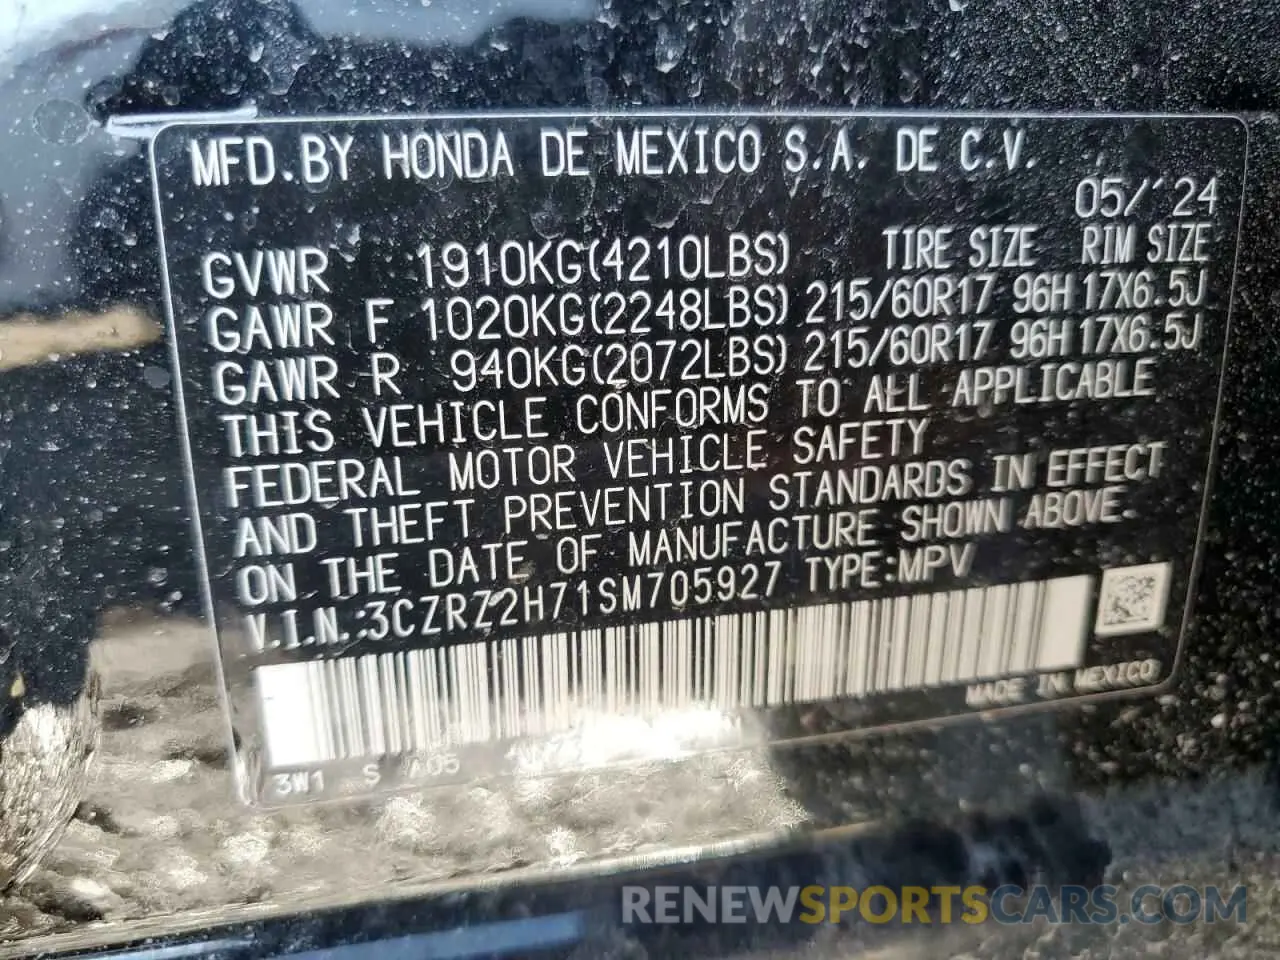 MFD.BY HONDA DE MEXICO S.A. DE C.V.
05/'24
GVWR 1910KG(4210LBS) TIRE SIZE RIM SIZE
GAWR F 1020KG(2248LBS) 215/60R17 96H 17X6.5J
GAWR R 940KG(2072LBS) 215/60R17 96H 17X6.5J
THIS VEHICLE CONFORMS TO ALL APPLICABLE
FEDERAL MOTOR VEHICLE SAFETY
AND THEFT PREVENTION STANDARDS IN EFFECT
ON THE DATE OF MANUFACTURE SHOWN ABOVE.
V.I.N.:3CZRZ2H71SM705927 TYPE:MPV
MADE IN MEXICO
3W1 S A05
RENEWSPORTSCARS.COM